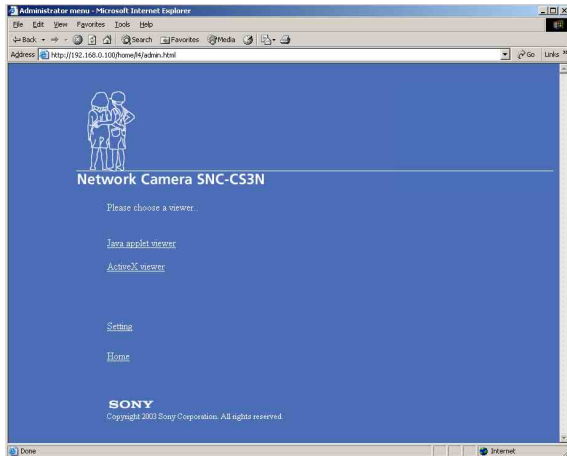 Administrator menu - Microsoft Internet Explorer
File Edit View Favorites Tools Help
Back Search Favorites Media
Address http://192.168.0.100/home/l4/admin.html Go Links »
Network Camera SNC-CS3N
Please choose a viewer..
Java applet viewer
ActiveX viewer
Setting
Home
SONY
Copyright 2003 Sony Corporation. All rights reserved.
Done Internet